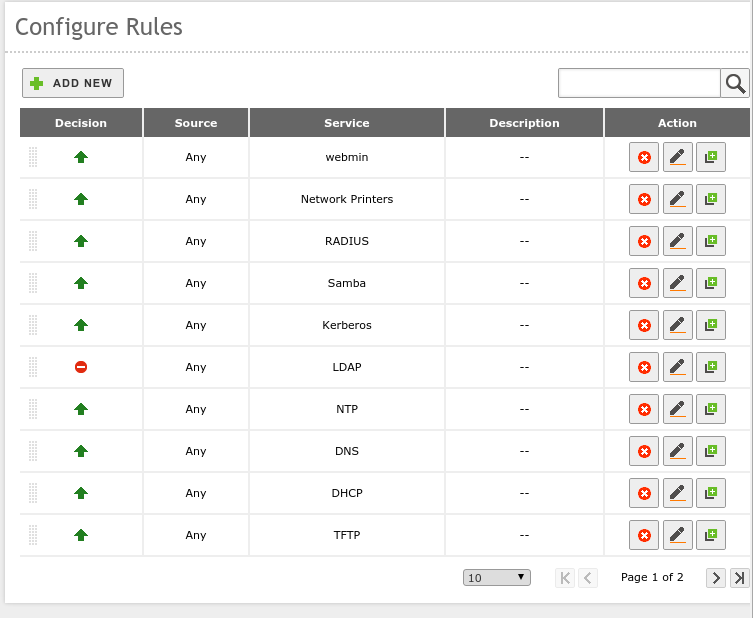 Configure Rules
ADD NEW
Decision Source Service Description Action
Any webmin --
Any Network Printers --
Any RADIUS --
Any Samba --
Any Kerberos --
Any LDAP --
Any NTP --
Any DNS --
Any DHCP --
Any TFTP --
10 Page 1 of 2